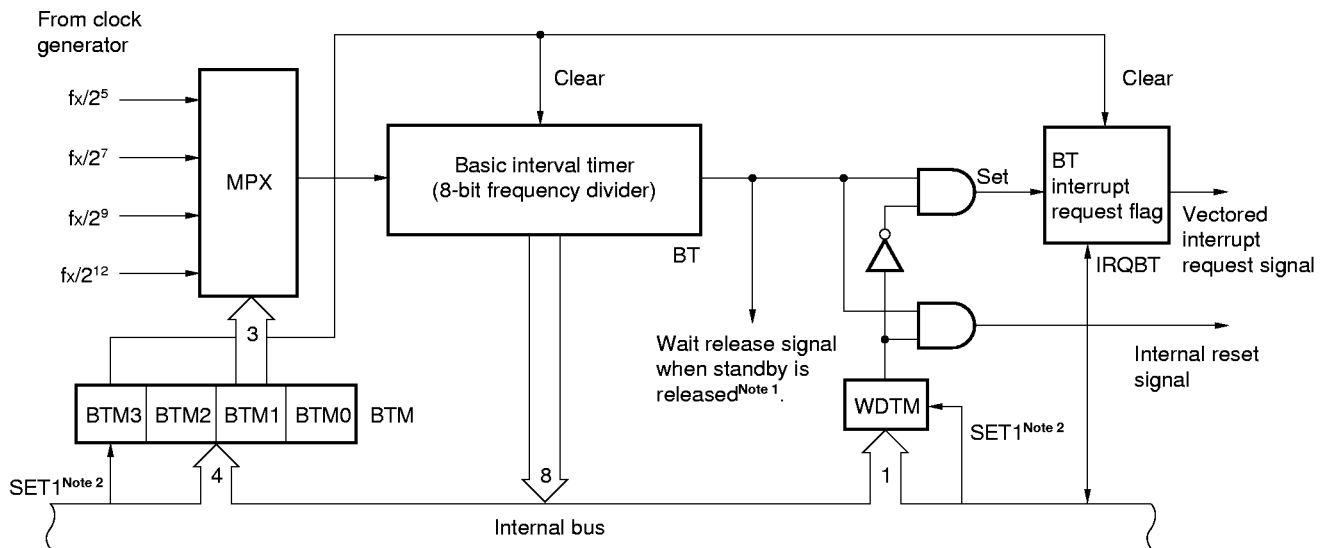 From clock
generator
fx/2⁵
fx/2⁷
fx/2⁹
fx/2¹²
MPX
Clear
Clear
Basic interval timer
(8-bit frequency divider)
BT
Set
BT
interrupt
request flag
IRQBT
Vectored
interrupt
request signal
3
Wait release signal
when standby is
released Note 1.
Internal reset
signal
BTM3 BTM2 BTM1 BTM0 BTM
WDTM
SET1 Note 2
SET1 Note 2
4
8
1
Internal bus